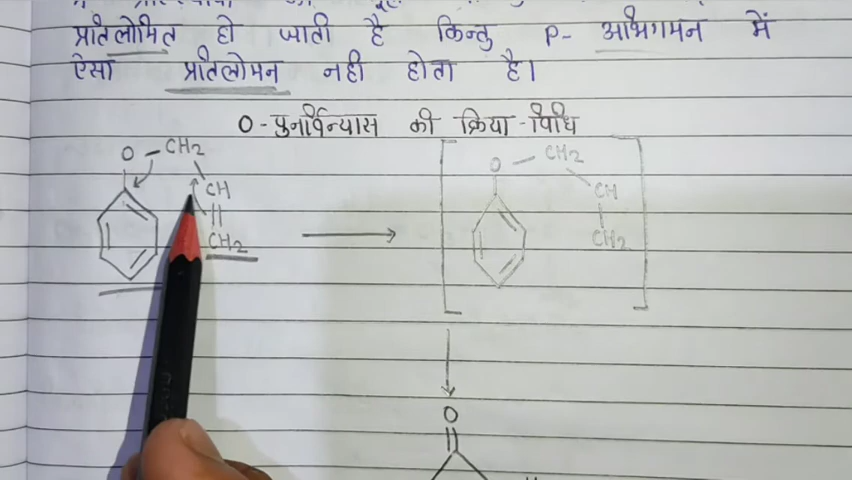 प्रतिलोमित हो जाती है किन्तु p- अभिगमन में
ऐसा प्रतिलोमन नही होता है।
O-पुनर्विन्यास की क्रिया-विधि
O — CH2
CH
CH2
O — CH2
CH
CH2
O